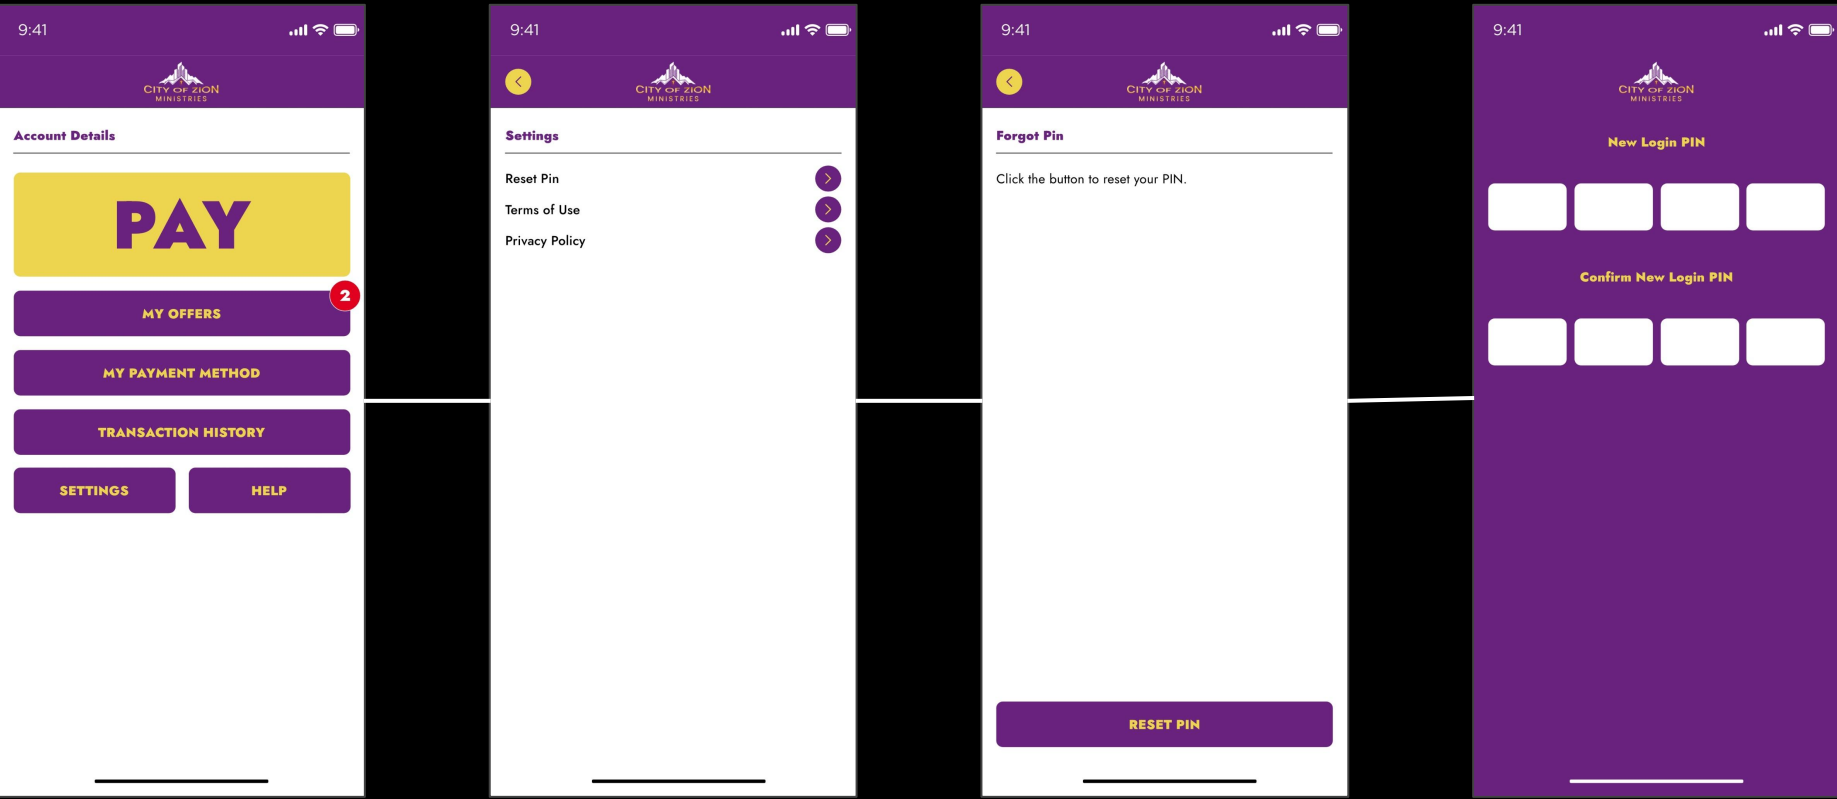 9:41
CITY OF ZION
MINISTRIES
Account Details
PAY
2
MY OFFERS
MY PAYMENT METHOD
TRANSACTION HISTORY
SETTINGS
HELP
9:41
CITY OF ZION
MINISTRIES
Settings
Reset Pin
Terms of Use
Privacy Policy
9:41
CITY OF ZION
MINISTRIES
Forgot Pin
Click the button to reset your PIN.
RESET PIN
9:41
CITY OF ZION
MINISTRIES
New Login PIN
Confirm New Login PIN